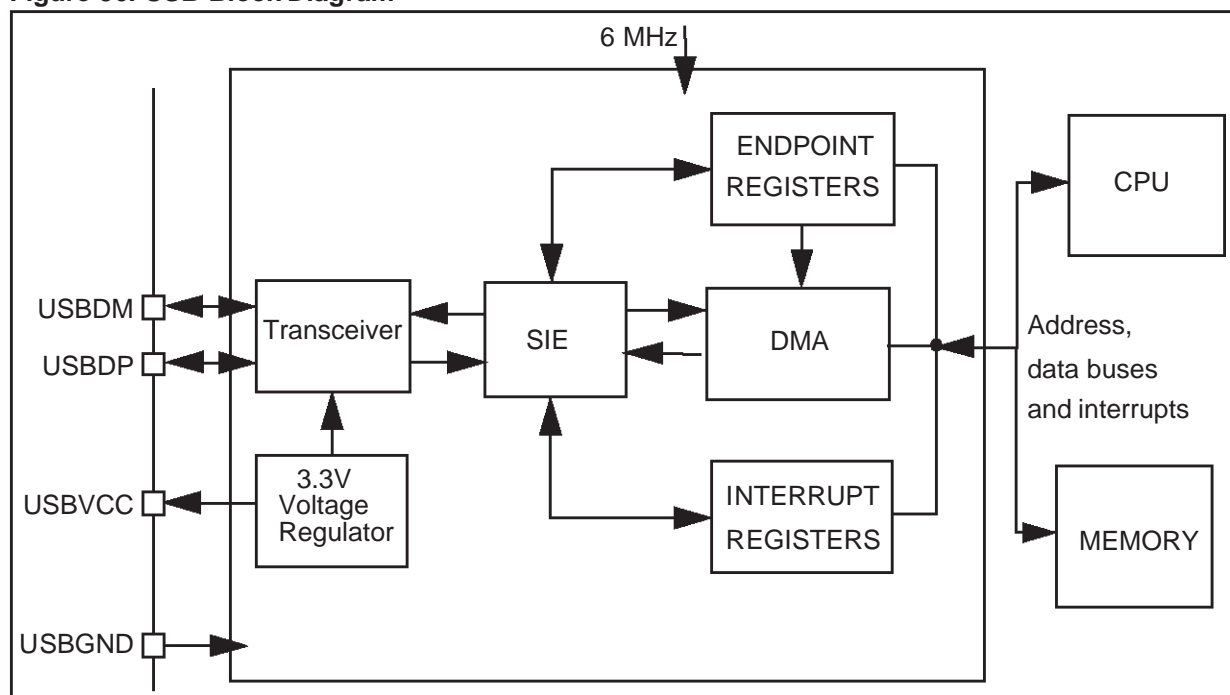 6 MHz
ENDPOINT
REGISTERS
CPU
USBDM
Transceiver
SIE
DMA
Address,
data buses
and interrupts
USBDP
3.3V
Voltage
Regulator
USBVCC
INTERRUPT
REGISTERS
MEMORY
USBGND